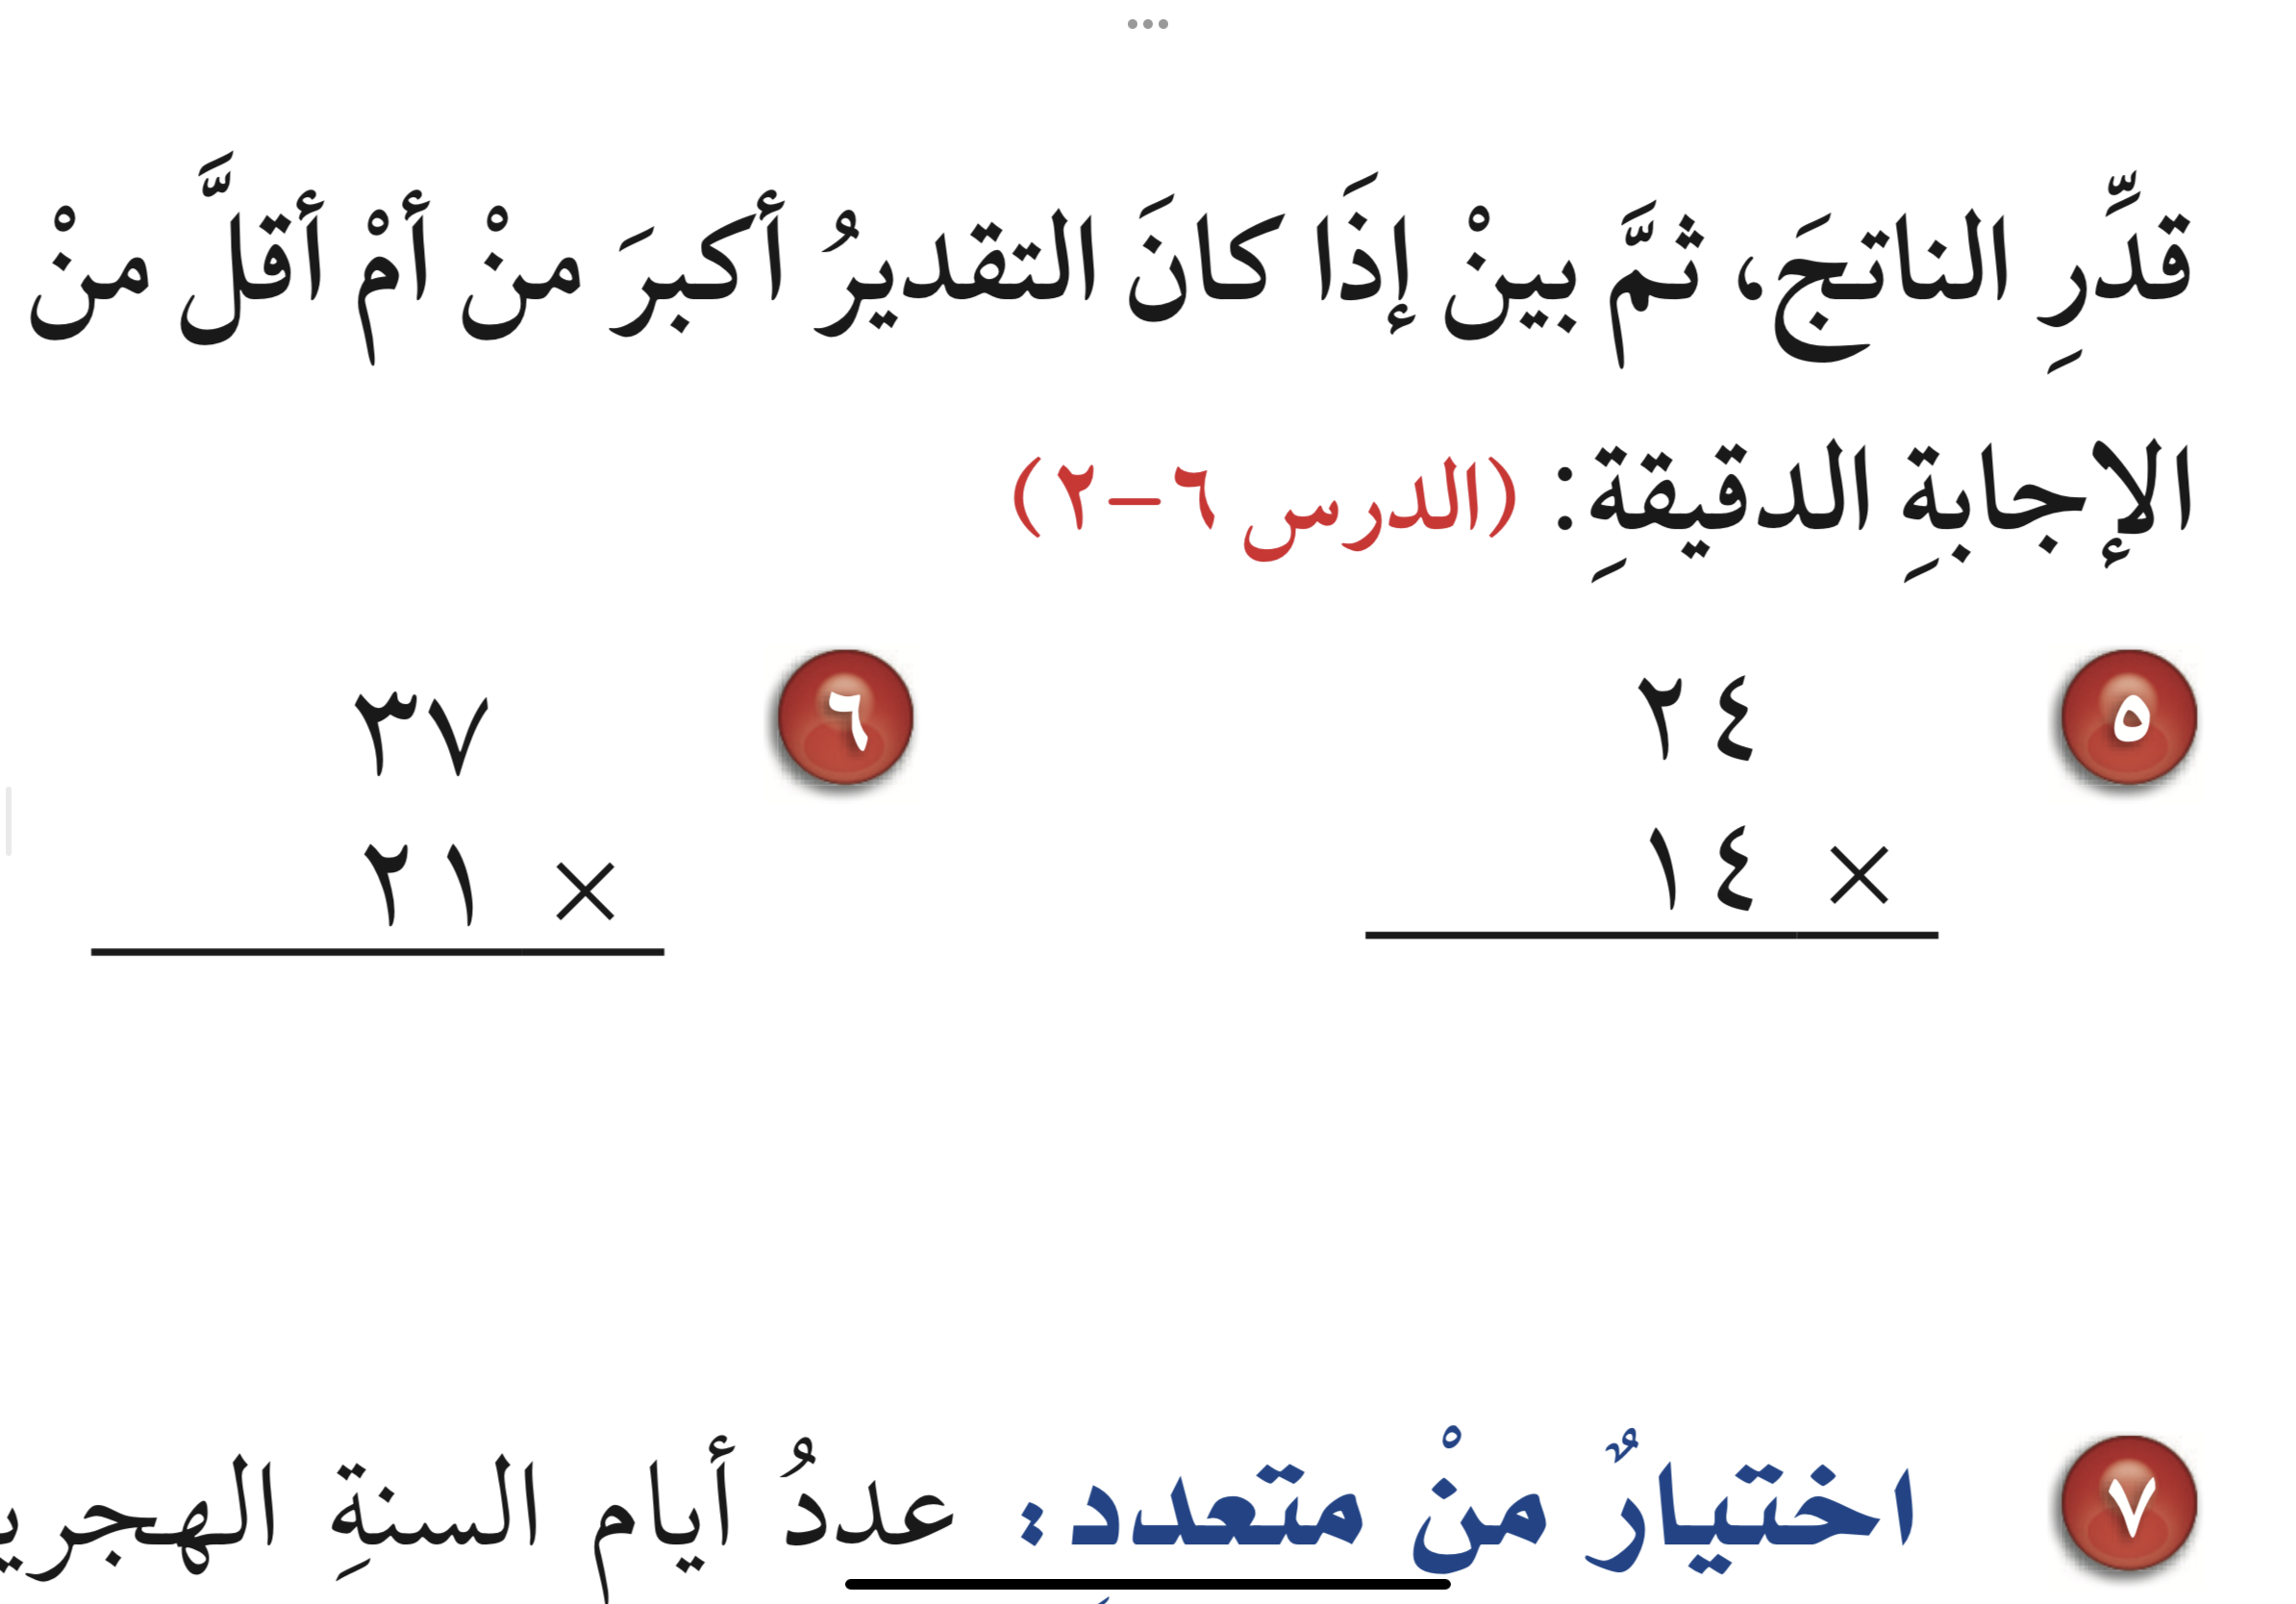 قدِّرِ الناتجَ، ثمَّ بينْ إذَا كانَ التقديرُ أكبرَ منْ أمْ أقلَّ منْ
الإجابةِ الدقيقةِ: (الدرس ٦-٢)
٥
٢٤
× ١٤
٦
٣٧
× ٢١
٧ اختيارٌ منْ متعددٍ: عددُ أيام السنةِ